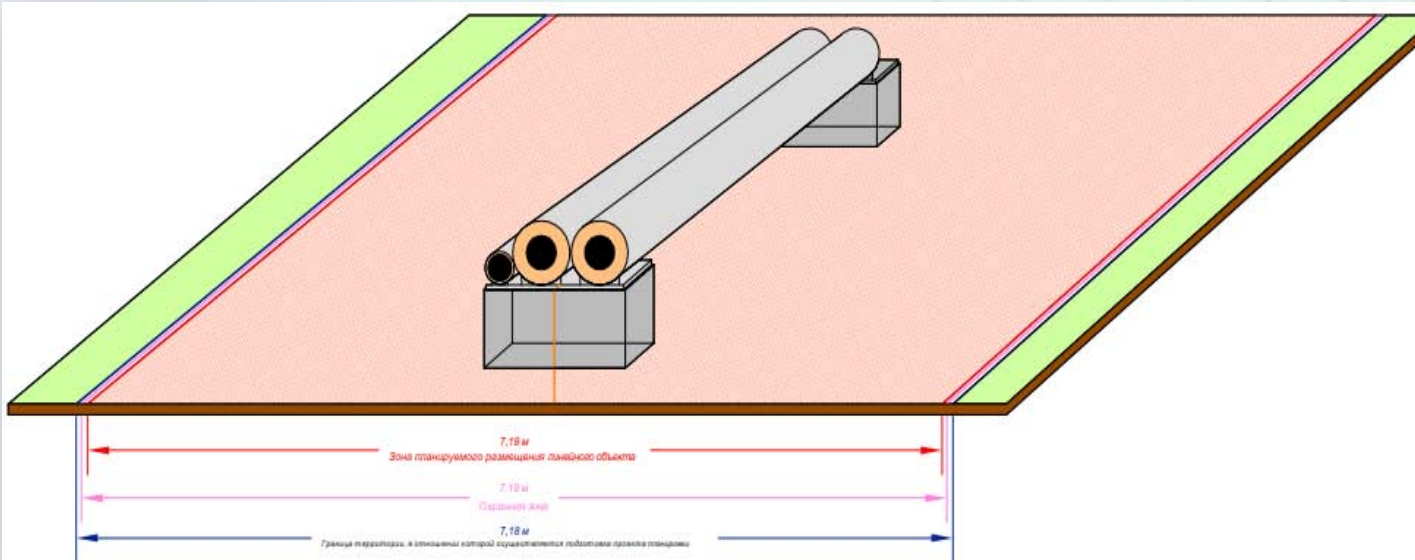 7,18 м
Зона планируемого размещения линейного объекта
7,18 м
Охранная зона
7,18 м
Граница территории, в отношении которой осуществляется подготовка проекта планировки